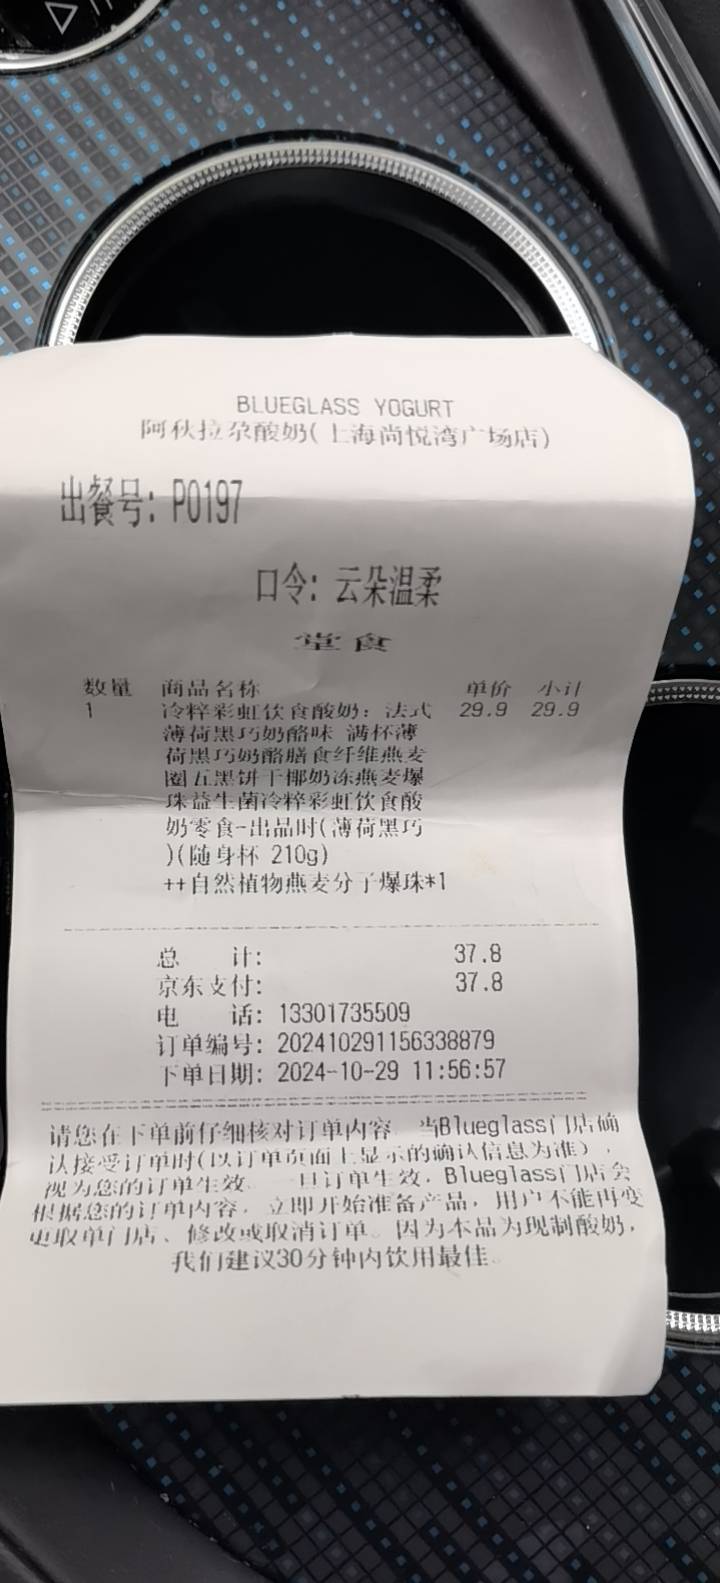 BLUEGLASS YOGURT
阿秋拉尕酸奶(上海尚悦湾广场店)
出餐号: P0197
口令: 云朵温柔
堂食
数量 商品名称 单价 小计
1 冷粹彩虹饮食酸奶: 法式 29.9 29.9
薄荷黑巧奶酪味 满杯薄
荷黑巧奶酪膳食纤维燕麦
圈五黑饼干椰奶冻燕麦爆
珠益生菌冷粹彩虹饮食酸
奶零食-出品时(薄荷黑巧
)(随身杯 210g)
++自然植物燕麦分子爆珠*1
总 计: 37.8
京东支付: 37.8
电 话: 13301735509
订单编号: 202410291156338879
下单日期: 2024-10-29 11:56:57
请您在下单前仔细核对订单内容。当Blueglass门店确
认接受订单时(以订单页面上显示的确认信息为准),
视为您的订单生效。一旦订单生效,Blueglass门店会
根据您的订单内容,立即开始准备产品,用户不能再变
更取单门店、修改或取消订单。因为本品为现制酸奶,
我们建议30分钟内饮用最佳。